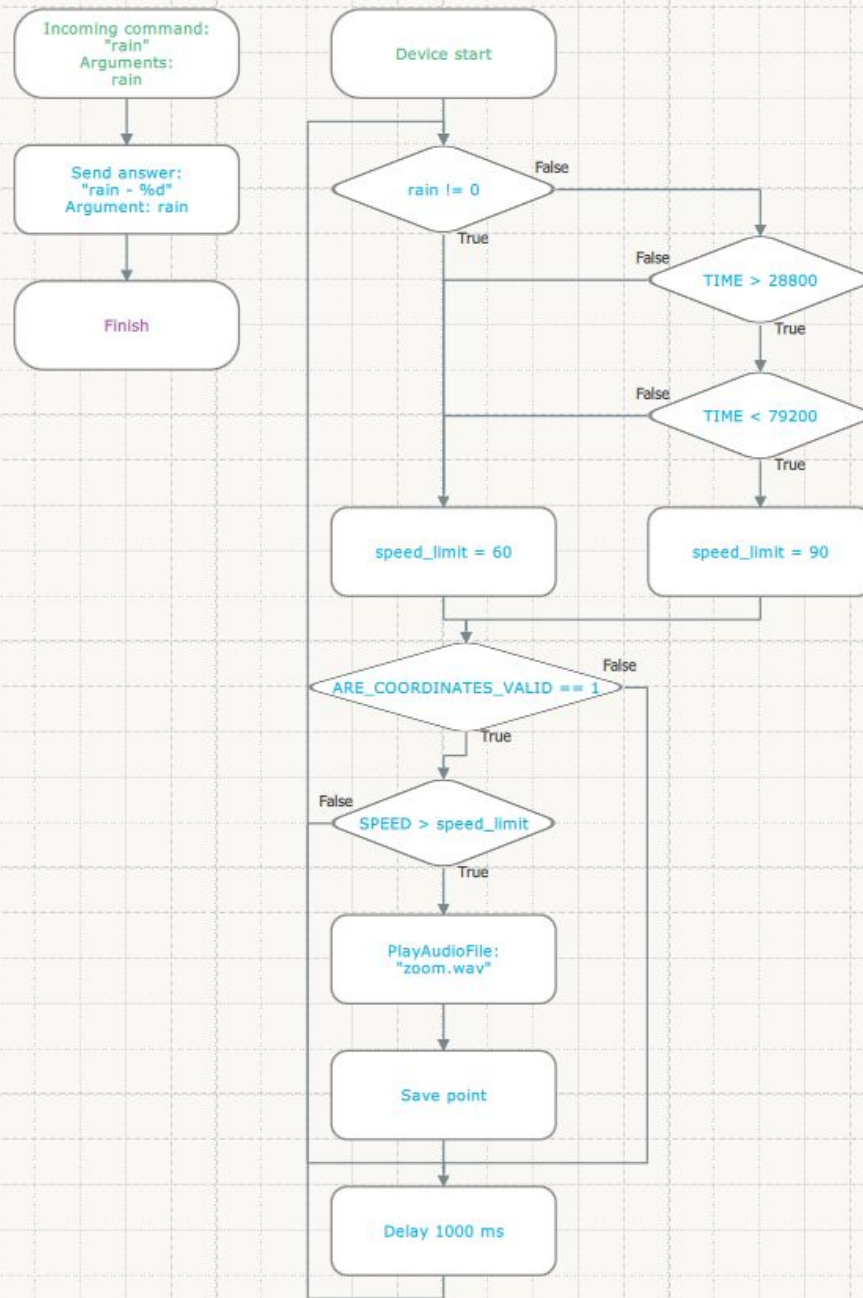 Incoming command:
"rain"
Arguments:
rain
Device start
Send answer:
"rain - %d"
Argument: rain
rain != 0
False
True
Finish
False
TIME > 28800
True
False
TIME < 79200
True
speed_limit = 60
speed_limit = 90
False
ARE_COORDINATES_VALID == 1
True
False
SPEED > speed_limit
True
PlayAudioFile:
"zoom.wav"
Save point
Delay 1000 ms